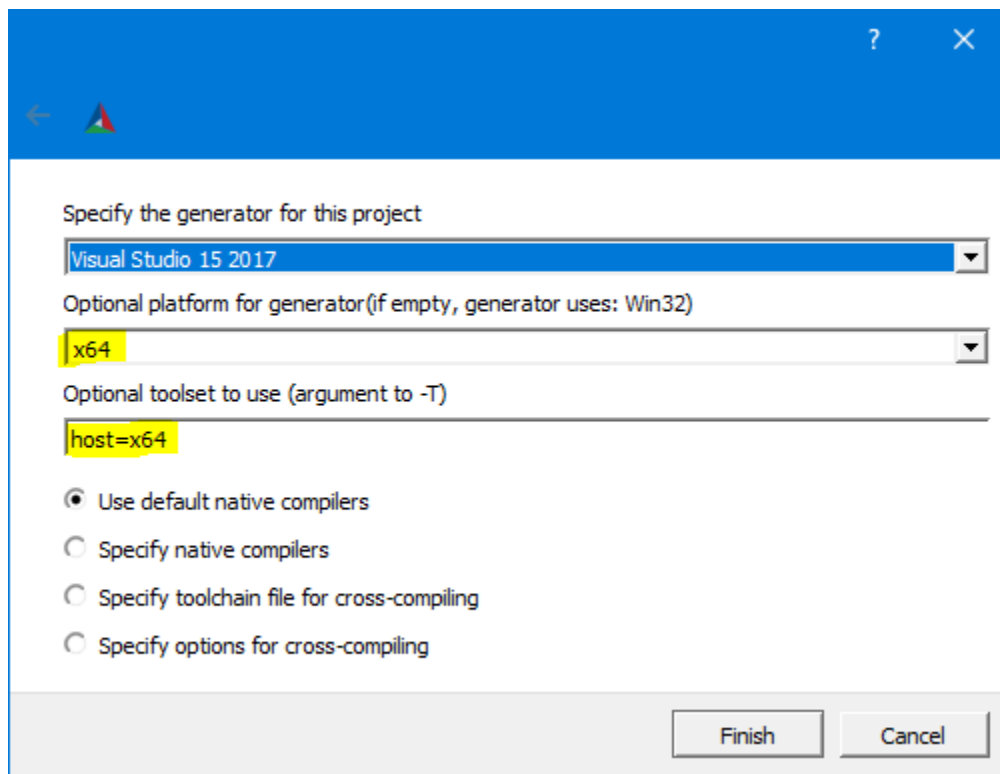 ?
Specify the generator for this project
Visual Studio 15 2017
Optional platform for generator(if empty, generator uses: Win32)
x64
Optional toolset to use (argument to -T)
host=x64
Use default native compilers
Specify native compilers
Specify toolchain file for cross-compiling
Specify options for cross-compiling
Finish Cancel